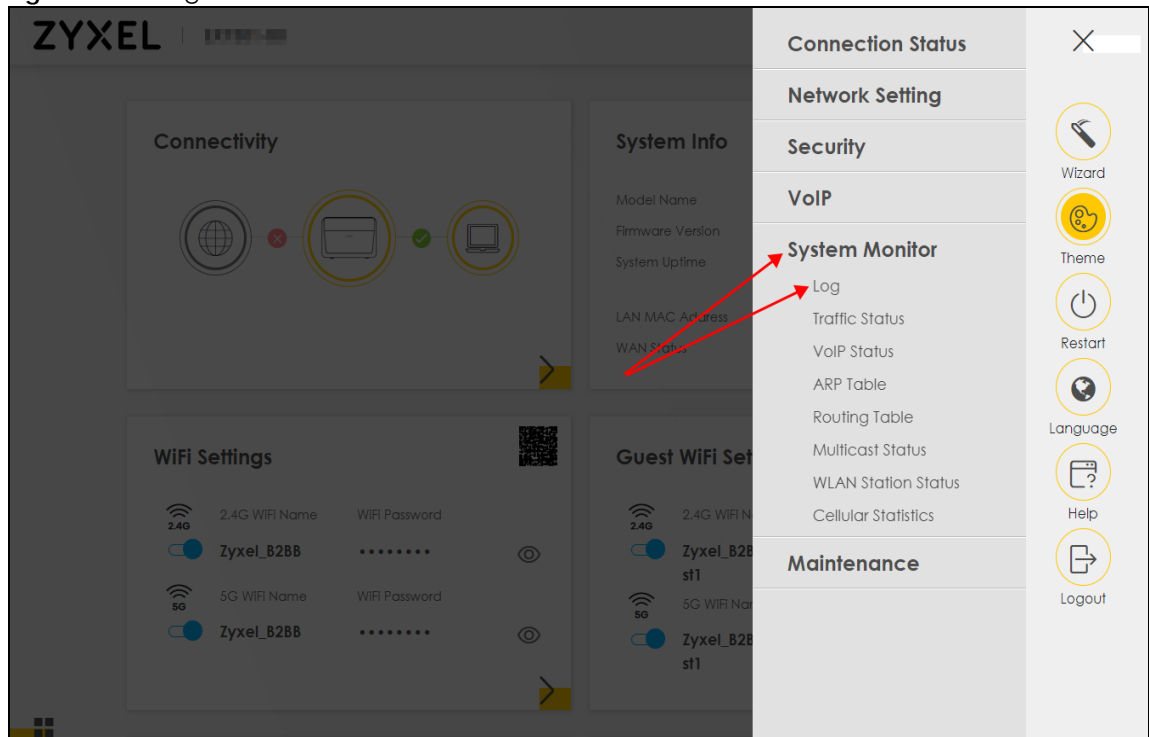 ZYXEL
Connectivity
System Info
Model Name
Firmware Version
System Uptime
LAN MAC Address
WAN Status
WiFi Settings
2.4G
2.4G WiFi Name
WiFi Password
Zyxel_B2BB
••••••••
5G
5G WiFi Name
WiFi Password
Zyxel_B2BB
••••••••
Guest WiFi Set
2.4G
2.4G WiFi N
Zyxel_B2B
st1
5G
5G WiFi Nar
Zyxel_B2B
st1
Connection Status
Network Setting
Security
VoIP
System Monitor
Log
Traffic Status
VoIP Status
ARP Table
Routing Table
Multicast Status
WLAN Station Status
Cellular Statistics
Maintenance
Wizard
Theme
Restart
Language
Help
Logout